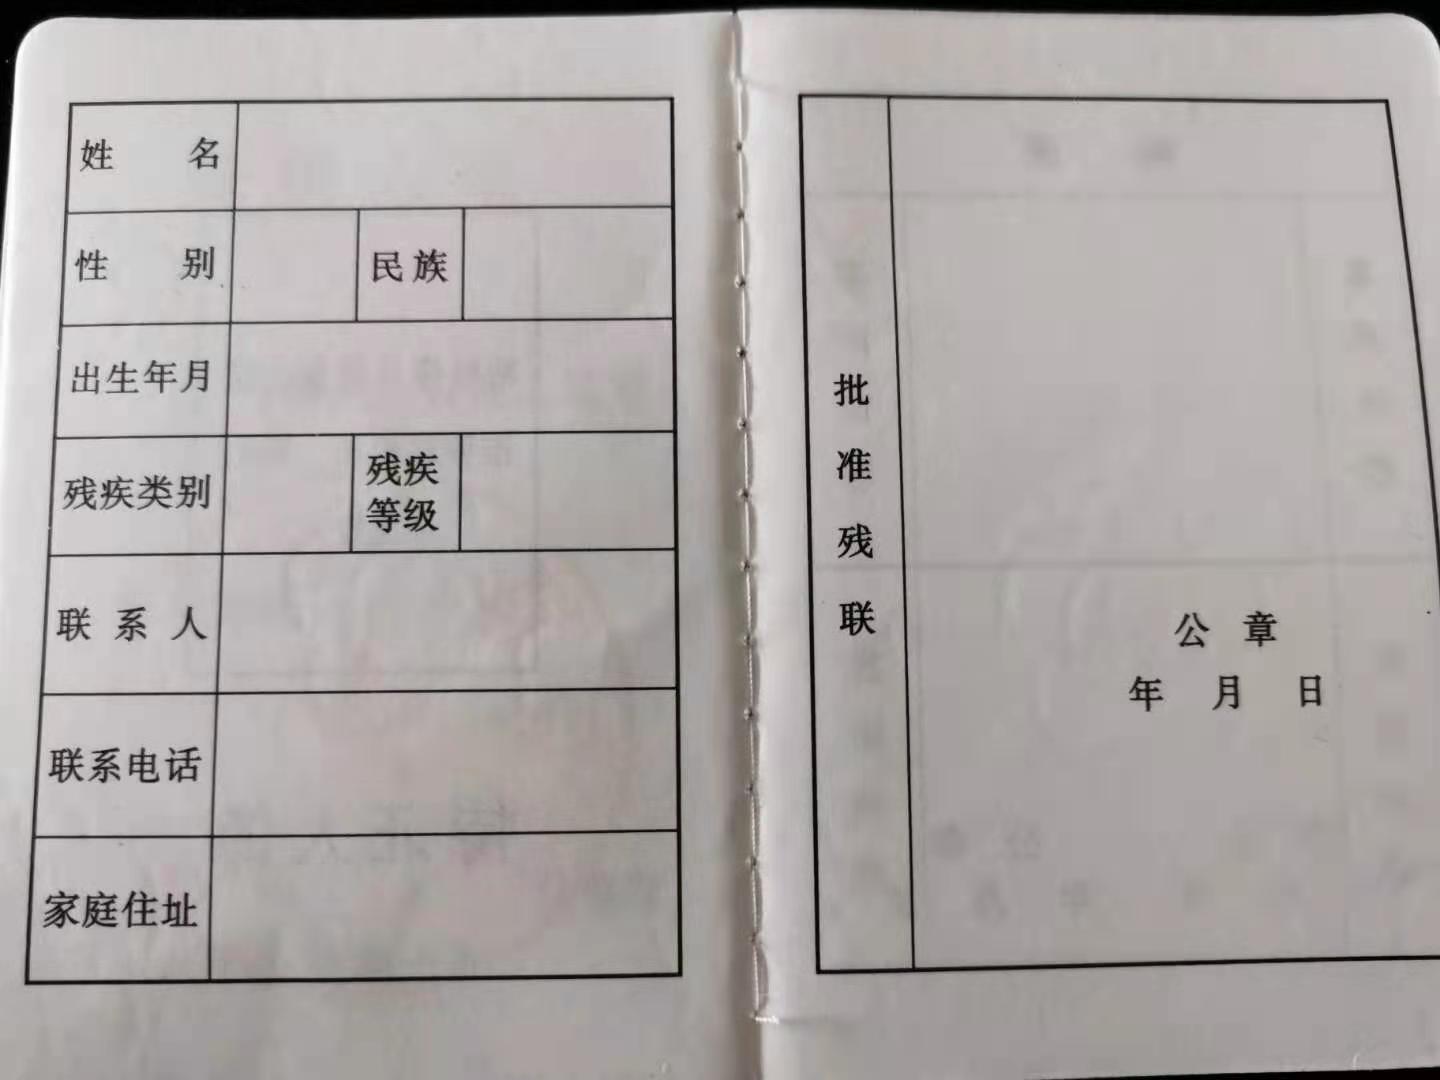 姓 名
性 别 民族
出生年月
残疾类别 残疾
等级
联系人
联系电话
家庭住址
批
准
残
联
公 章
年 月 日